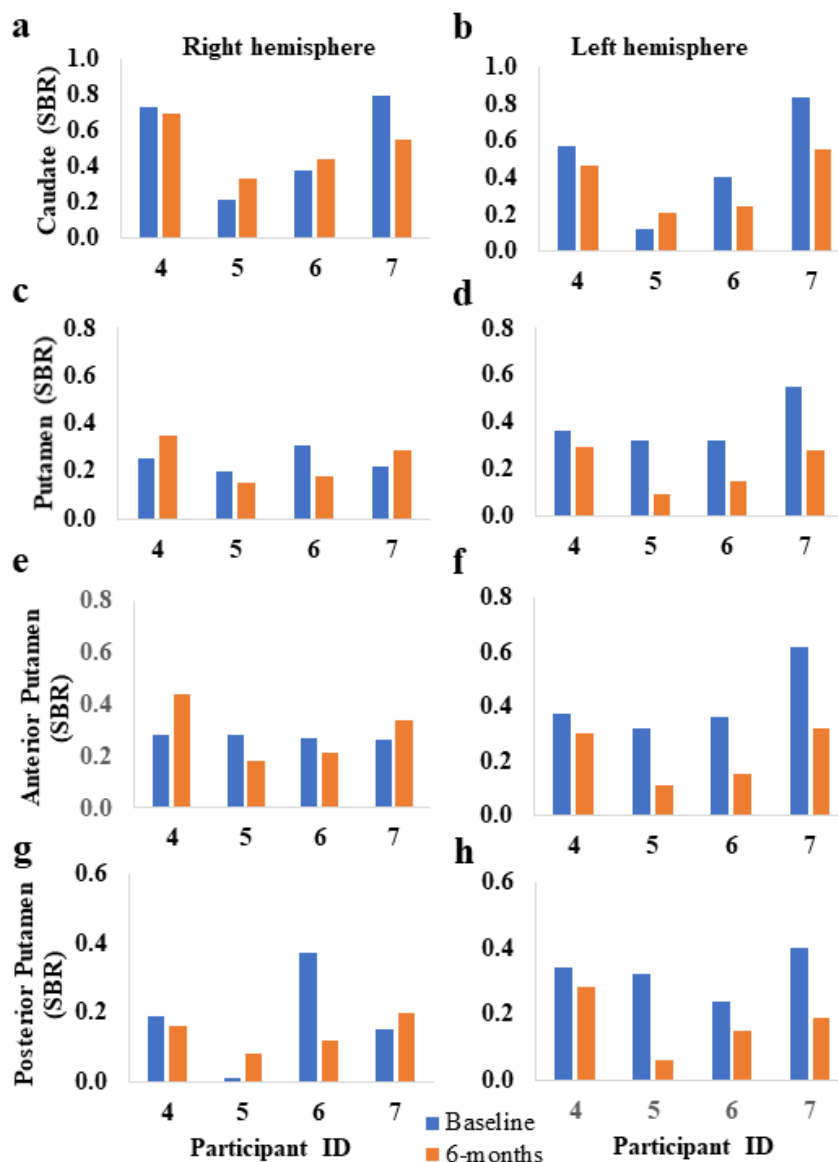 a
Right hemisphere
b
Left hemisphere
Caudate (SBR)
1.0
0.8
0.6
0.4
0.2
0.0
4 5 6 7
1.0
0.8
0.6
0.4
0.2
0.0
4 5 6 7
c
d
Putamen (SBR)
0.8
0.6
0.4
0.2
0.0
4 5 6 7
0.8
0.6
0.4
0.2
0.0
4 5 6 7
e
f
Anterior Putamen
(SBR)
0.8
0.6
0.4
0.2
0.0
4 5 6 7
0.8
0.6
0.4
0.2
0.0
4 5 6 7
g
h
Posterior Putamen
(SBR)
0.6
0.4
0.2
0.0
4 5 6 7
Participant ID
0.6
0.4
0.2
0.0
4 5 6 7
Participant ID
Baseline
6-months